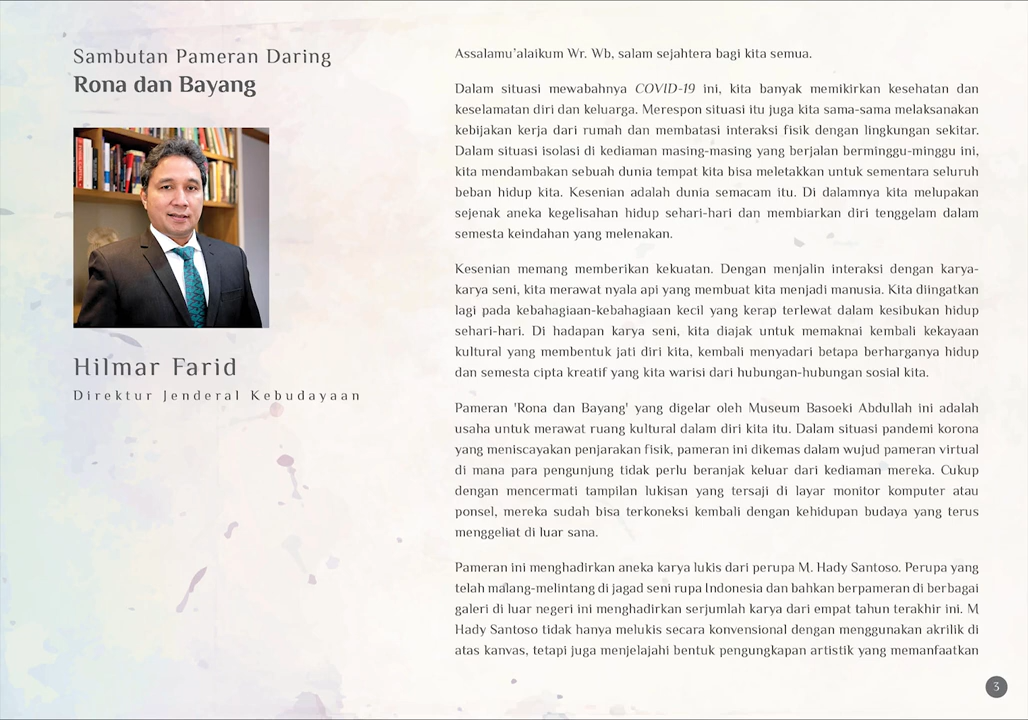 Sambutan Pameran Daring
Rona dan Bayang
Hilmar Farid
Direktur Jenderal Kebudayaan
Assalamu'alaikum Wr. Wb, salam sejahtera bagi kita semua.
Dalam situasi mewabahnya COVID-19 ini, kita banyak memikirkan kesehatan dan
keselamatan diri dan keluarga. Merespon situasi itu juga kita sama-sama melaksanakan
kebijakan kerja dari rumah dan membatasi interaksi fisik dengan lingkungan sekitar.
Dalam situasi isolasi di kediaman masing-masing yang berjalan berminggu-minggu ini,
kita mendambakan sebuah dunia tempat kita bisa meletakkan untuk sementara seluruh
beban hidup kita. Kesenian adalah dunia semacam itu. Di dalamnya kita melupakan
sejenak aneka kegelisahan hidup sehari-hari dan membiarkan diri tenggelam dalam
semesta keindahan yang melenakan.
Kesenian memang memberikan kekuatan. Dengan menjalin interaksi dengan karya-
karya seni, kita merawat nyala api yang membuat kita menjadi manusia. Kita diingatkan
lagi pada kebahagiaan-kebahagiaan kecil yang kerap terlewat dalam kesibukan hidup
sehari-hari. Di hadapan karya seni, kita diajak untuk memaknai kembali kekayaan
kultural yang membentuk jati diri kita, kembali menyadari betapa berharganya hidup
dan semesta cipta kreatif yang kita warisi dari hubungan-hubungan sosial kita.
Pameran 'Rona dan Bayang' yang digelar oleh Museum Basoeki Abdullah ini adalah
usaha untuk merawat ruang kultural dalam diri kita itu. Dalam situasi pandemi korona
yang meniscayakan penjarakan fisik, pameran ini dikemas dalam wujud pameran virtual
di mana para pengunjung tidak perlu beranjak keluar dari kediaman mereka. Cukup
dengan mencermati tampilan lukisan yang tersaji di layar monitor komputer atau
ponsel, mereka sudah bisa terkoneksi kembali dengan kehidupan budaya yang terus
menggeliat di luar sana.
Pameran ini menghadirkan aneka karya lukis dari perupa M. Hady Santoso. Perupa yang
telah malang-melintang di jagad seni rupa Indonesia dan bahkan berpameran di berbagai
galeri di luar negeri ini menghadirkan serjumlah karya dari empat tahun terakhir ini. M
Hady Santoso tidak hanya melukis secara konvensional dengan menggunakan akrilik di
atas kanvas, tetapi juga menjelajahi bentuk pengungkapan artistik yang memanfaatkan
3